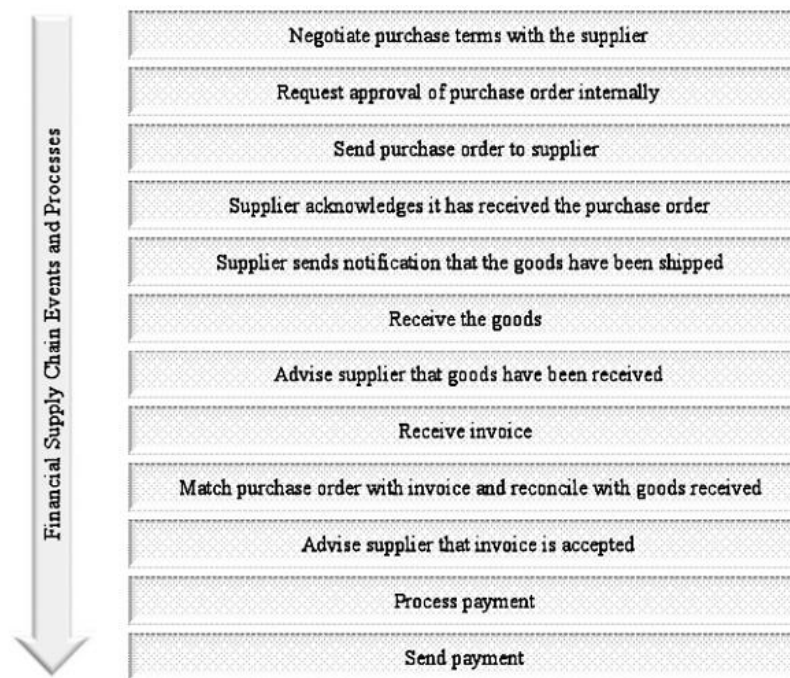 Financial Supply Chain Events and Processes
Negotiate purchase terms with the supplier
Request approval of purchase order internally
Send purchase order to supplier
Supplier acknowledges it has received the purchase order
Supplier sends notification that the goods have been shipped
Receive the goods
Advise supplier that goods have been received
Receive invoice
Match purchase order with invoice and reconcile with goods received
Advise supplier that invoice is accepted
Process payment
Send payment